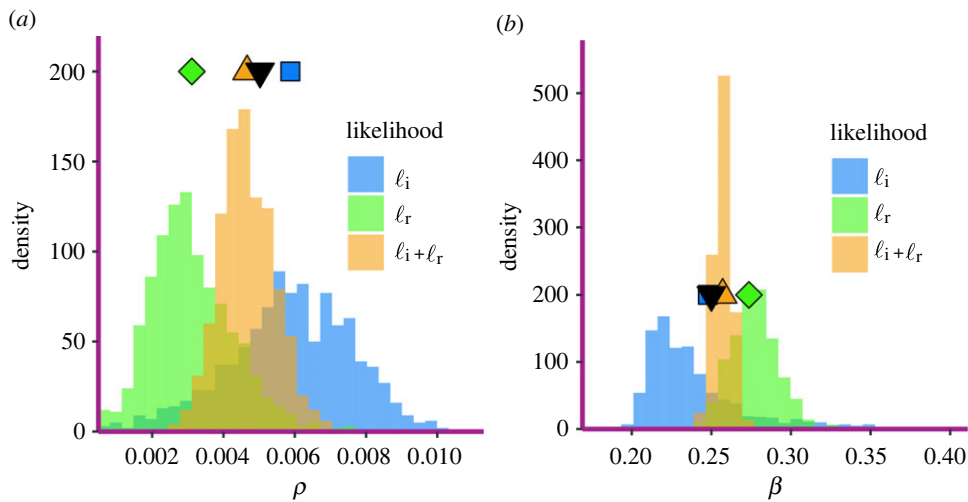 (a)
200
150
100
50
0
density
likelihood
ℓi
ℓr
ℓi+ℓr
0.002 0.004 0.006 0.008 0.010
ρ
(b)
500
400
300
200
100
0
density
likelihood
ℓi
ℓr
ℓi+ℓr
0.20 0.25 0.30 0.35 0.40
β